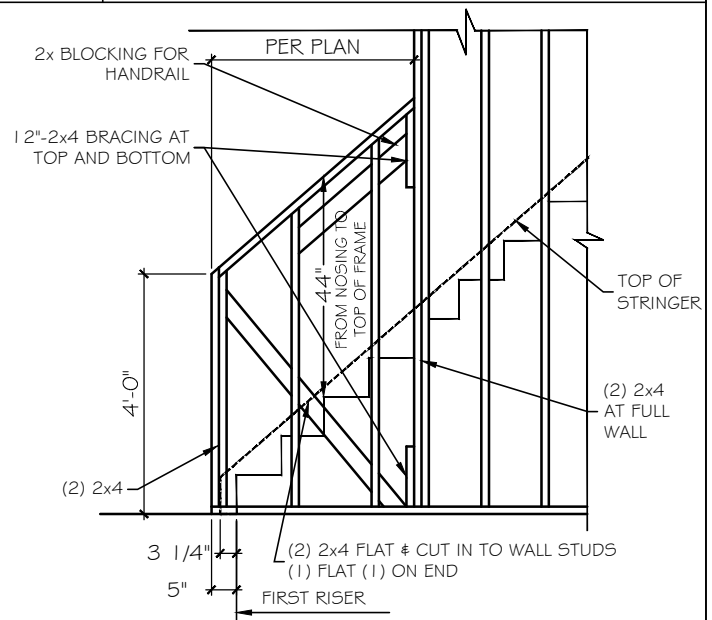 PER PLAN
2x BLOCKING FOR
HANDRAIL
12"-2x4 BRACING AT
TOP AND BOTTOM
44"
FROM NOSING TO
TOP OF FRAME
TOP OF
STRINGER
4'-0"
(2) 2x4
AT FULL
WALL
(2) 2x4
3 1/4"
(2) 2x4 FLAT & CUT IN TO WALL STUDS
(1) FLAT (1) ON END
5"
FIRST RISER